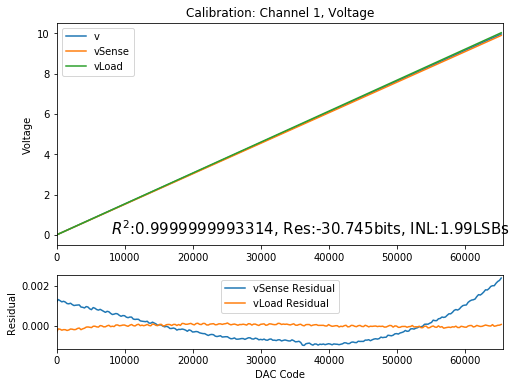 Calibration: Channel 1, Voltage
10
8
6
4
2
0
Voltage
v
vSense
vLoad
R²:0.9999999993314, Res:-30.745bits, INL:1.99LSBs
0 10000 20000 30000 40000 50000 60000
0.002
0.000
Residual
vSense Residual
vLoad Residual
0 10000 20000 30000 40000 50000 60000
DAC Code